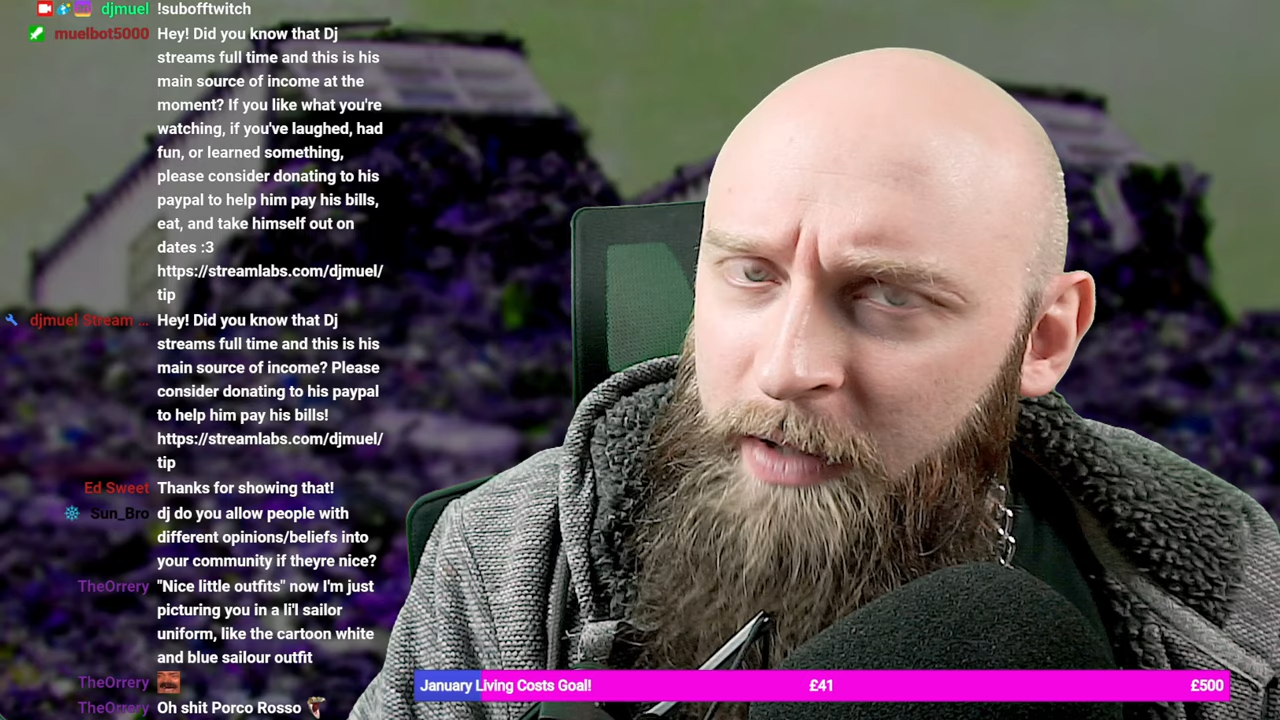 djmuel !subofftwitch
muelbot5000 Hey! Did you know that Dj
streams full time and this is his
main source of income at the
moment? If you like what you're
watching, if you've laughed, had
fun, or learned something,
please consider donating to his
paypal to help him pay his bills,
eat, and take himself out on
dates :3
https://streamlabs.com/djmuel/
tip
djmuel Stream ... Hey! Did you know that Dj
streams full time and this is his
main source of income? Please
consider donating to his paypal
to help him pay his bills!
https://streamlabs.com/djmuel/
tip
Ed Sweet Thanks for showing that!
Sun_Bro dj do you allow people with
different opinions/beliefs into
your community if theyre nice?
TheOrrery "Nice little outfits" now I'm just
picturing you in a li'l sailor
uniform, like the cartoon white
and blue sailour outfit
TheOrrery
TheOrrery Oh shit Porco Rosso
January Living Costs Goal! £41 £500